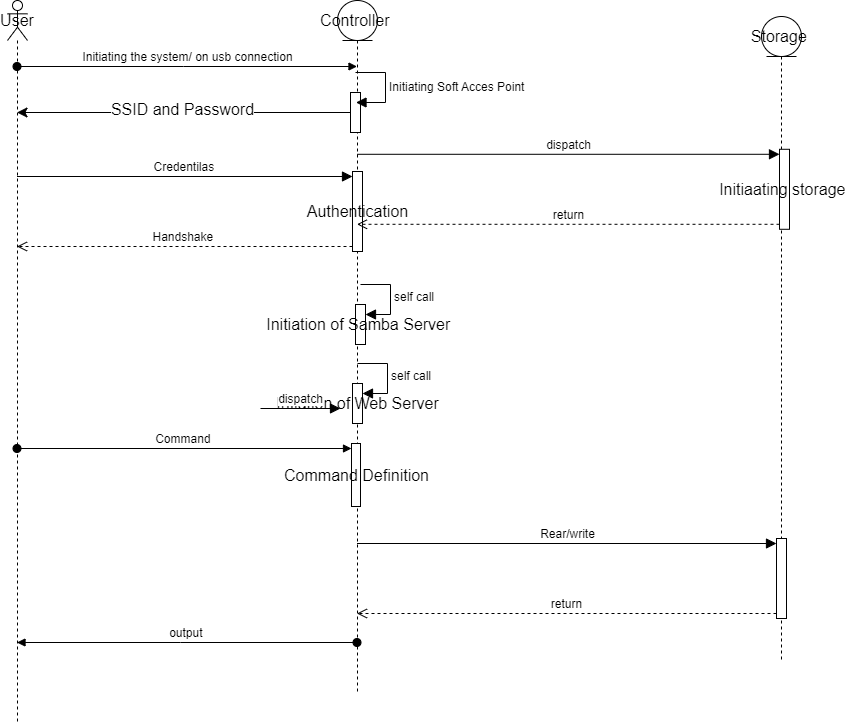 User
Controller
Storage
Initiating the system/ on usb connection
Initiating Soft Acces Point
SSID and Password
dispatch
Credentilas
Initiaating storage
Authentication
return
Handshake
self call
Initiation of Samba Server
self call
dispatch
of Web Server
Command
Command Definition
Rear/write
return
output